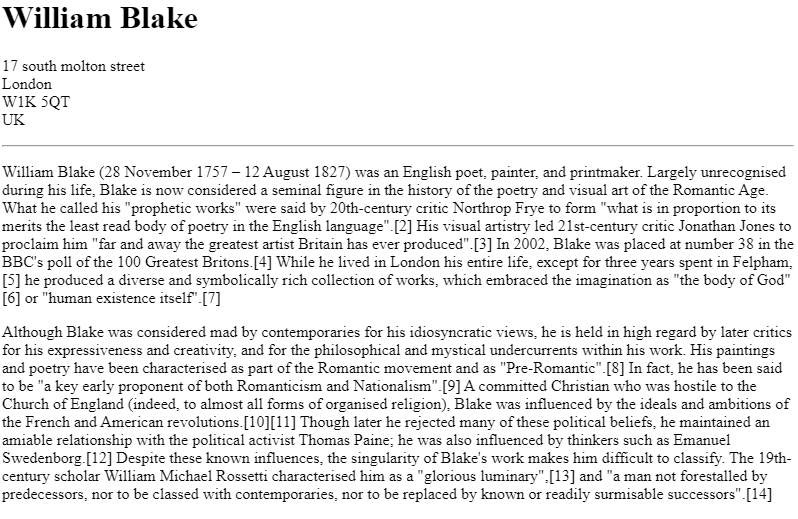 William Blake
17 south molton street
London
W1K 5QT
UK
William Blake (28 November 1757 – 12 August 1827) was an English poet, painter, and printmaker. Largely unrecognised
during his life, Blake is now considered a seminal figure in the history of the poetry and visual art of the Romantic Age.
What he called his "prophetic works" were said by 20th-century critic Northrop Frye to form "what is in proportion to its
merits the least read body of poetry in the English language".[2] His visual artistry led 21st-century critic Jonathan Jones to
proclaim him "far and away the greatest artist Britain has ever produced".[3] In 2002, Blake was placed at number 38 in the
BBC's poll of the 100 Greatest Britons.[4] While he lived in London his entire life, except for three years spent in Felpham,
[5] he produced a diverse and symbolically rich collection of works, which embraced the imagination as "the body of God"
[6] or "human existence itself".[7]
Although Blake was considered mad by contemporaries for his idiosyncratic views, he is held in high regard by later critics
for his expressiveness and creativity, and for the philosophical and mystical undercurrents within his work. His paintings
and poetry have been characterised as part of the Romantic movement and as "Pre-Romantic".[8] In fact, he has been said
to be "a key early proponent of both Romanticism and Nationalism".[9] A committed Christian who was hostile to the
Church of England (indeed, to almost all forms of organised religion), Blake was influenced by the ideals and ambitions of
the French and American revolutions.[10][11] Though later he rejected many of these political beliefs, he maintained an
amiable relationship with the political activist Thomas Paine; he was also influenced by thinkers such as Emanuel
Swedenborg.[12] Despite these known influences, the singularity of Blake's work makes him difficult to classify. The 19th-
century scholar William Michael Rossetti characterised him as a "glorious luminary",[13] and "a man not forestalled by
predecessors, nor to be classed with contemporaries, nor to be replaced by known or readily surmisable successors".[14]